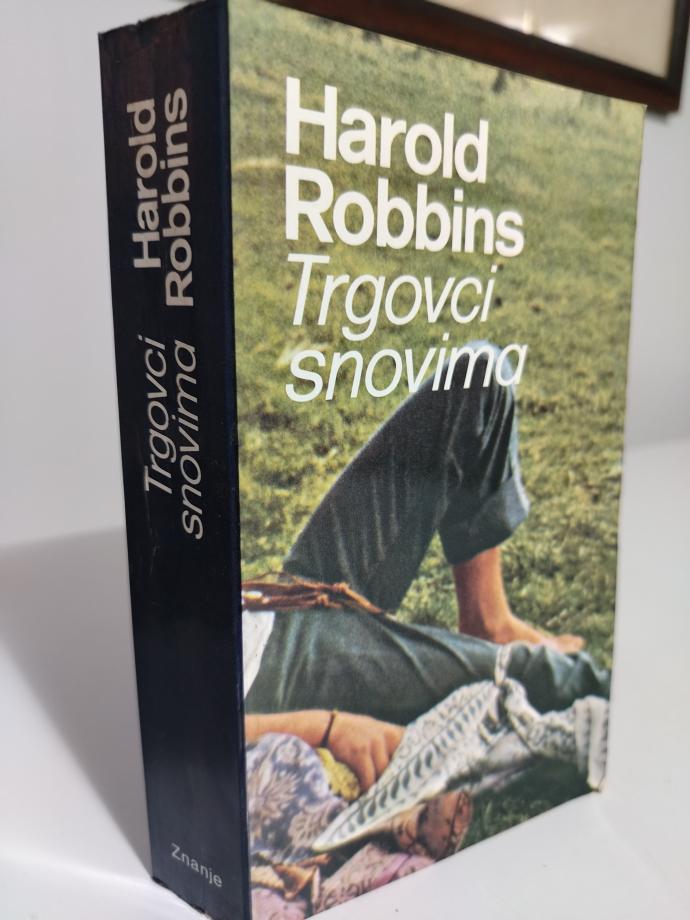 Harold
Robbins
Trgovci
snovima
Harold
Robbins
Trgovci
snovima
Znanje